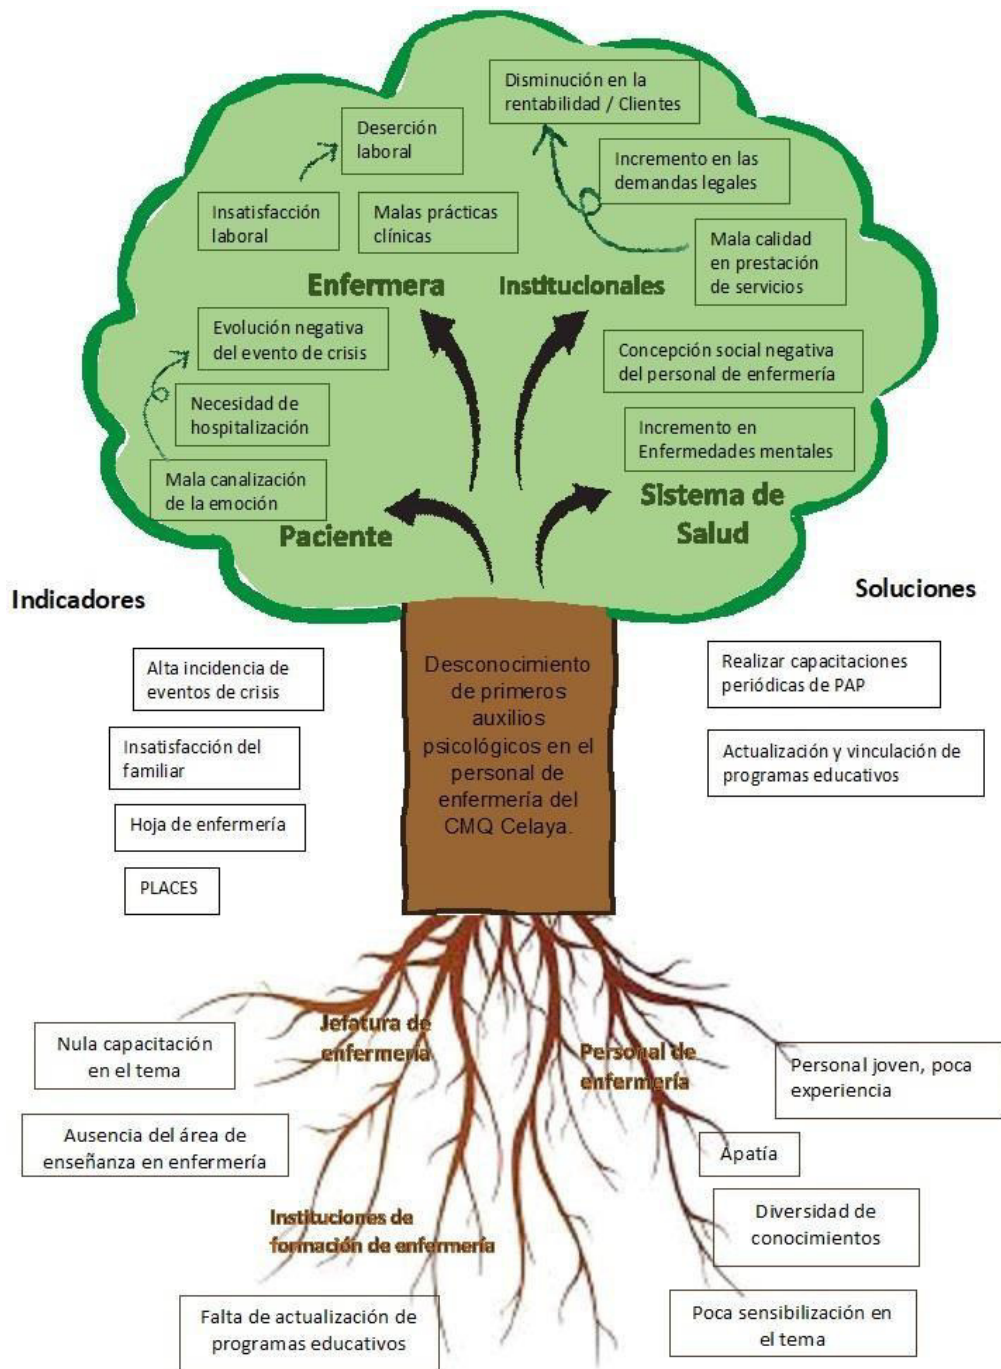 Disminución en la
rentabilidad / Clientes
Deserción
laboral
Incremento en las
demandas legales
Insatisfacción
laboral
Malas prácticas
clínicas
Mala calidad
en prestación
de servicios
Enfermera
Institucionales
Evolución negativa
del evento de crisis
Concepción social negativa
del personal de enfermería
Necesidad de
hospitalización
Incremento en
Enfermedades mentales
Mala canalización
de la emoción
Paciente
Sistema de
Salud
Indicadores
Soluciones
Alta incidencia de
eventos de crisis
Insatisfacción del
familiar
Hoja de enfermería
PLACES
Desconocimiento
de primeros
auxilios
psicológicos en el
personal de
enfermería del
CMQ Celaya.
Realizar capacitaciones
periódicas de PAP
Actualización y vinculación de
programas educativos
Jefatura de
enfermería
Nula capacitación
en el tema
Ausencia del área de
enseñanza en enfermería
Personal de
enfermería
Personal joven, poca
experiencia
Apatía
Diversidad de
conocimientos
Poca sensibilización en
el tema
Instituciones de
formación de enfermería
Falta de actualización de
programas educativos